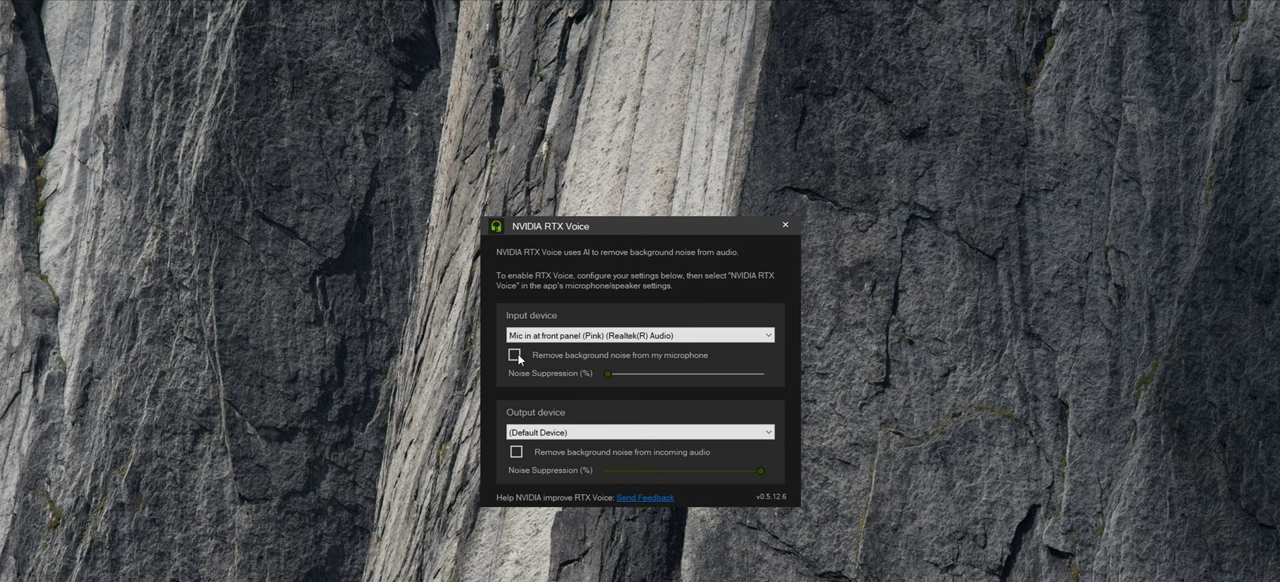 NVIDIA RTX Voice
NVIDIA RTX Voice uses AI to remove background noise from audio.
To enable RTX Voice, configure your settings below, then select "NVIDIA RTX
Voice" in the app's microphone/speaker settings.
Input device
Mic in at front panel (Pink) (Realtek(R) Audio)
Remove background noise from my microphone
Noise Suppression (%)
Output device
(Default Device)
Remove background noise from incoming audio
Noise Suppression (%)
Help NVIDIA improve RTX Voice: Send Feedback v0.5.12.6